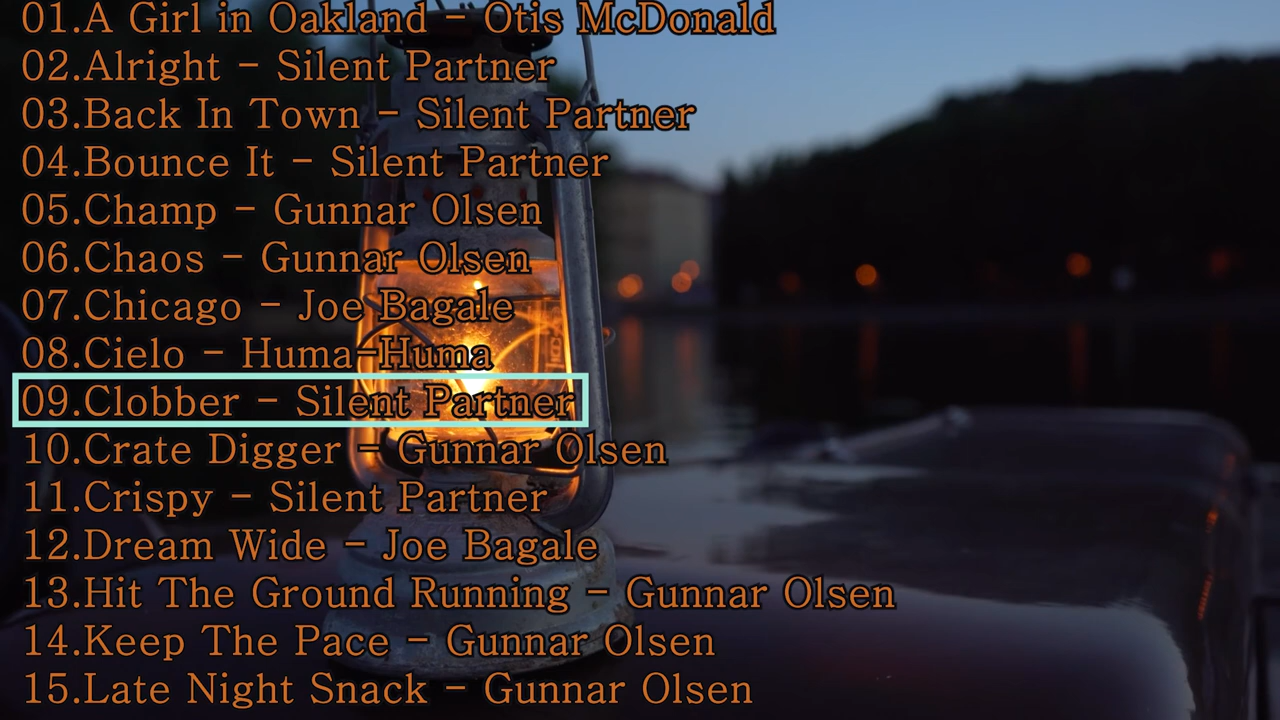 01.A Girl in Oakland – Otis McDonald
02.Alright – Silent Partner
03.Back In Town – Silent Partner
04.Bounce It – Silent Partner
05.Champ – Gunnar Olsen
06.Chaos – Gunnar Olsen
07.Chicago – Joe Bagale
08.Cielo – Huma-Huma
09.Clobber – Silent Partner
10.Crate Digger – Gunnar Olsen
11.Crispy – Silent Partner
12.Dream Wide – Joe Bagale
13.Hit The Ground Running – Gunnar Olsen
14.Keep The Pace – Gunnar Olsen
15.Late Night Snack – Gunnar Olsen